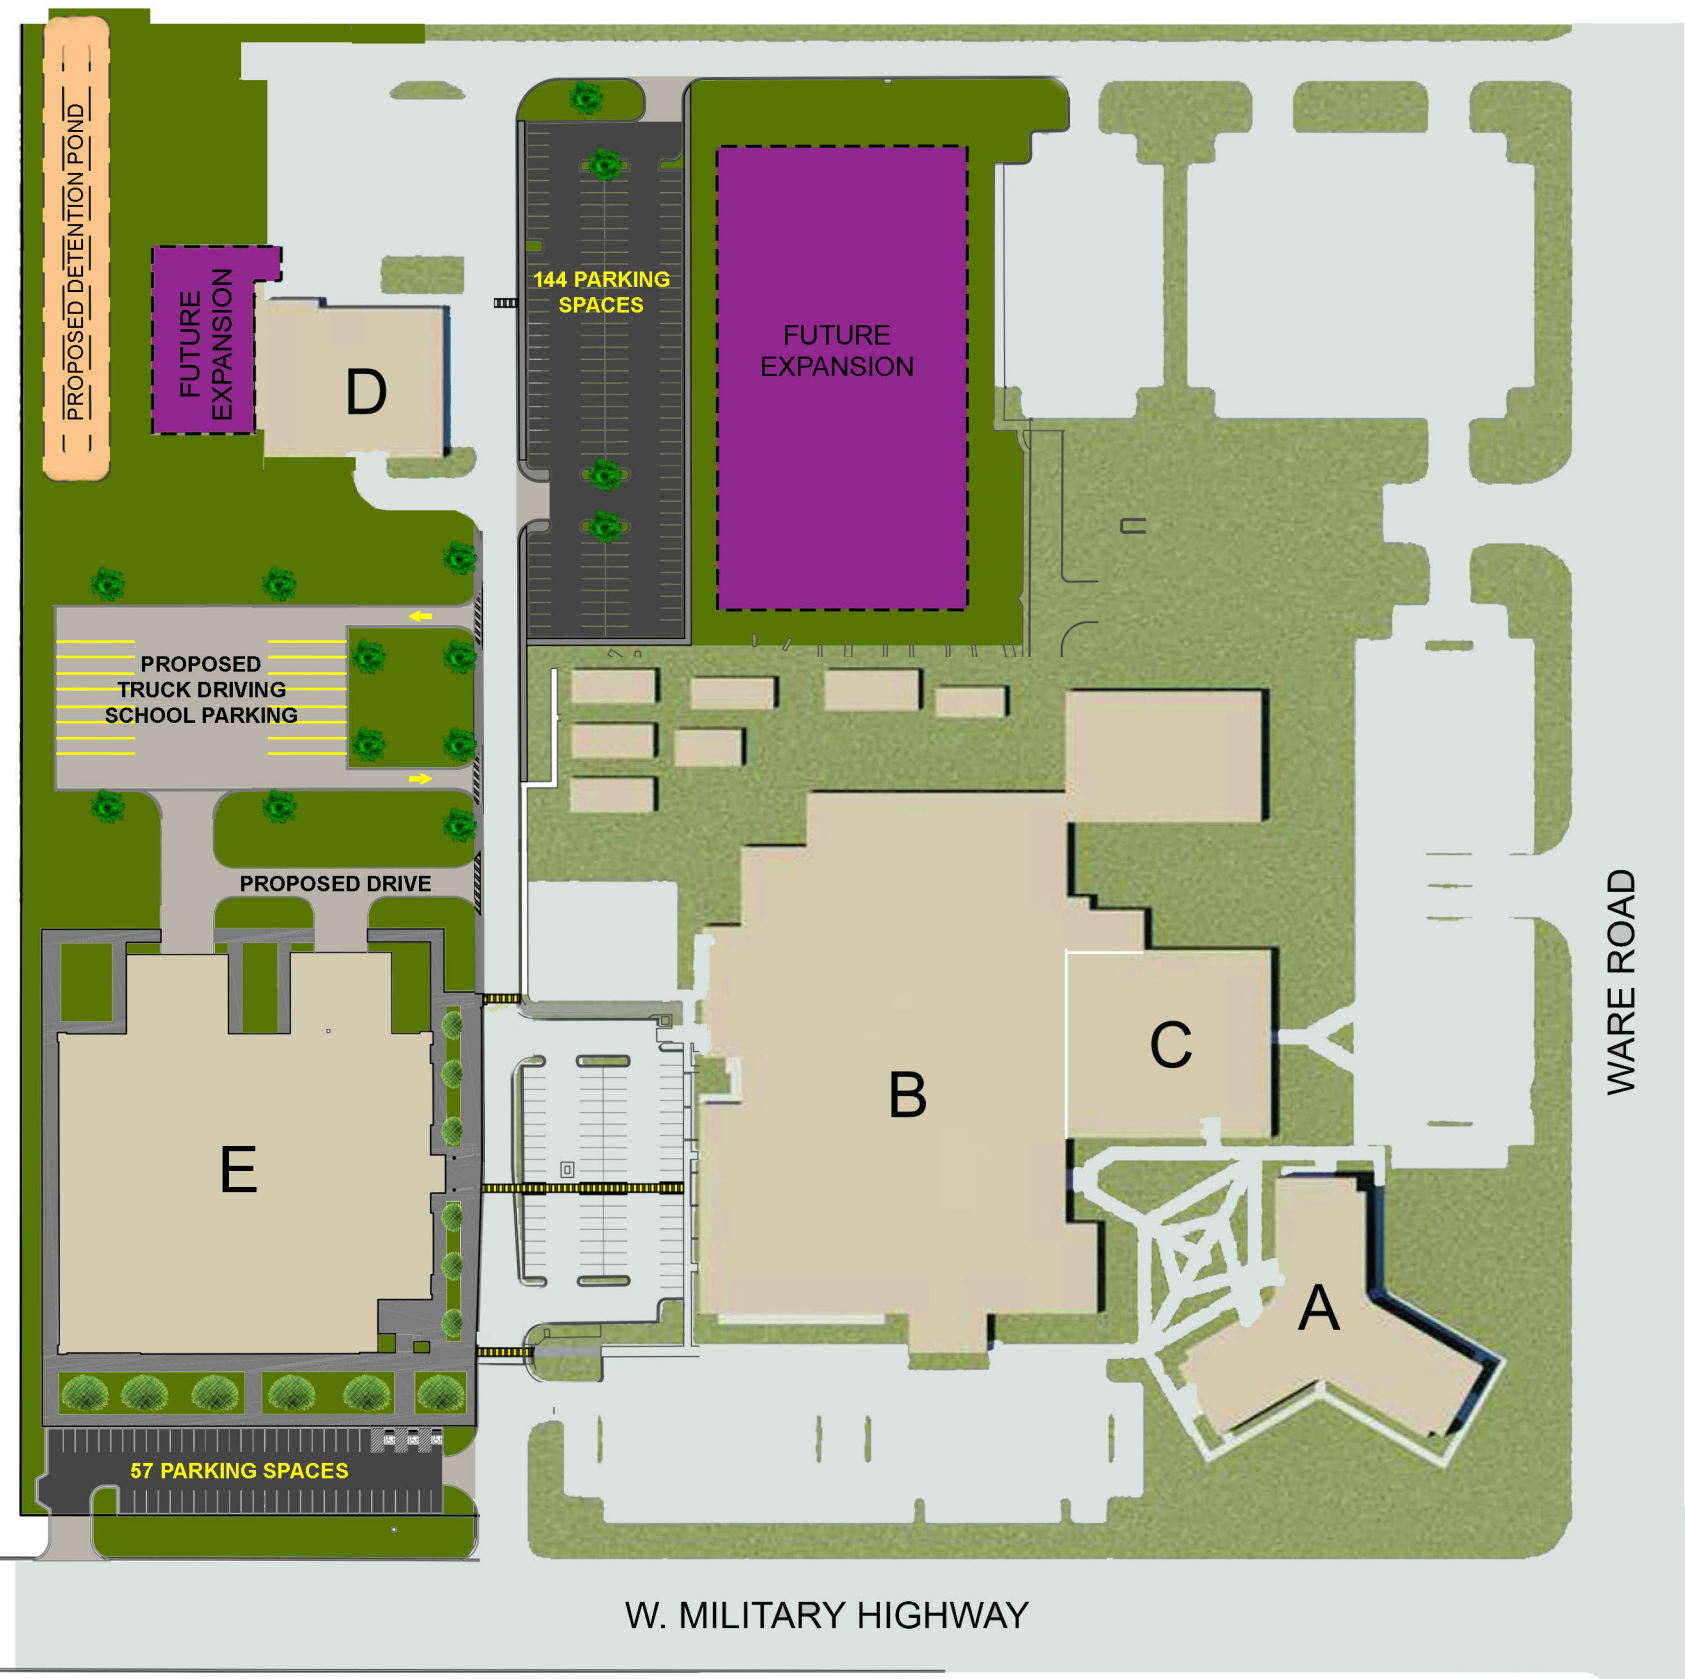 PROPOSED DETENTION POND
FUTURE
EXPANSION
D
144 PARKING
SPACES
FUTURE
EXPANSION
PROPOSED
TRUCK DRIVING
SCHOOL PARKING
PROPOSED DRIVE
E
B
C
A
WARE ROAD
57 PARKING SPACES
W. MILITARY HIGHWAY